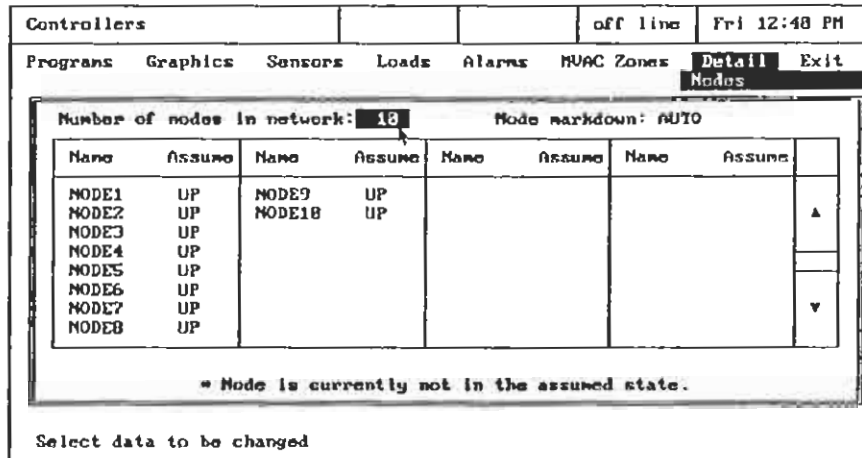 Controllers off line Fri 12:48 PM
Programs Graphics Sensors Loads Alarms HVAC Zones Detail Exit
Nodes
Number of nodes in network: 10 Node markdown: AUTO
Name Assume Name Assume Name Assume Name Assume
NODE1 UP NODE9 UP
NODE2 UP NODE10 UP
NODE3 UP
NODE4 UP
NODE5 UP
NODE6 UP
NODE7 UP
NODE8 UP
* Node is currently not in the assumed state.
Select data to be changed